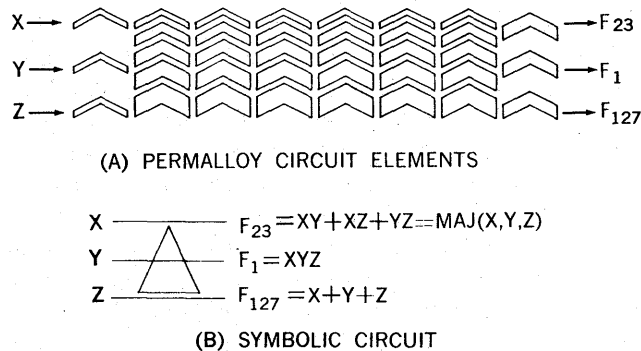 X F23
Y F1
Z F127
(A) PERMALLOY CIRCUIT ELEMENTS
X F23=XY+XZ+YZ=MAJ(X,Y,Z)
Y F1=XYZ
Z F127=X+Y+Z
(B) SYMBOLIC CIRCUIT